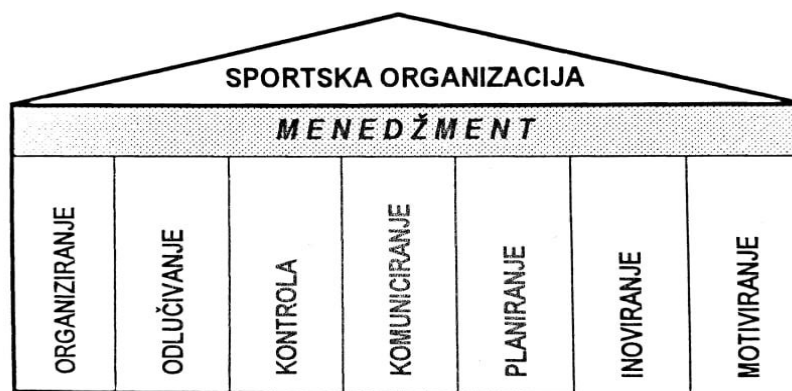 SPORTSKA ORGANIZACIJA
MENEDŽMENT
ORGANIZIRANJE
ODLUČIVANJE
KONTROLA
KOMUNICIRANJE
PLANIRANJE
INOVIRANJE
MOTIVIRANJE